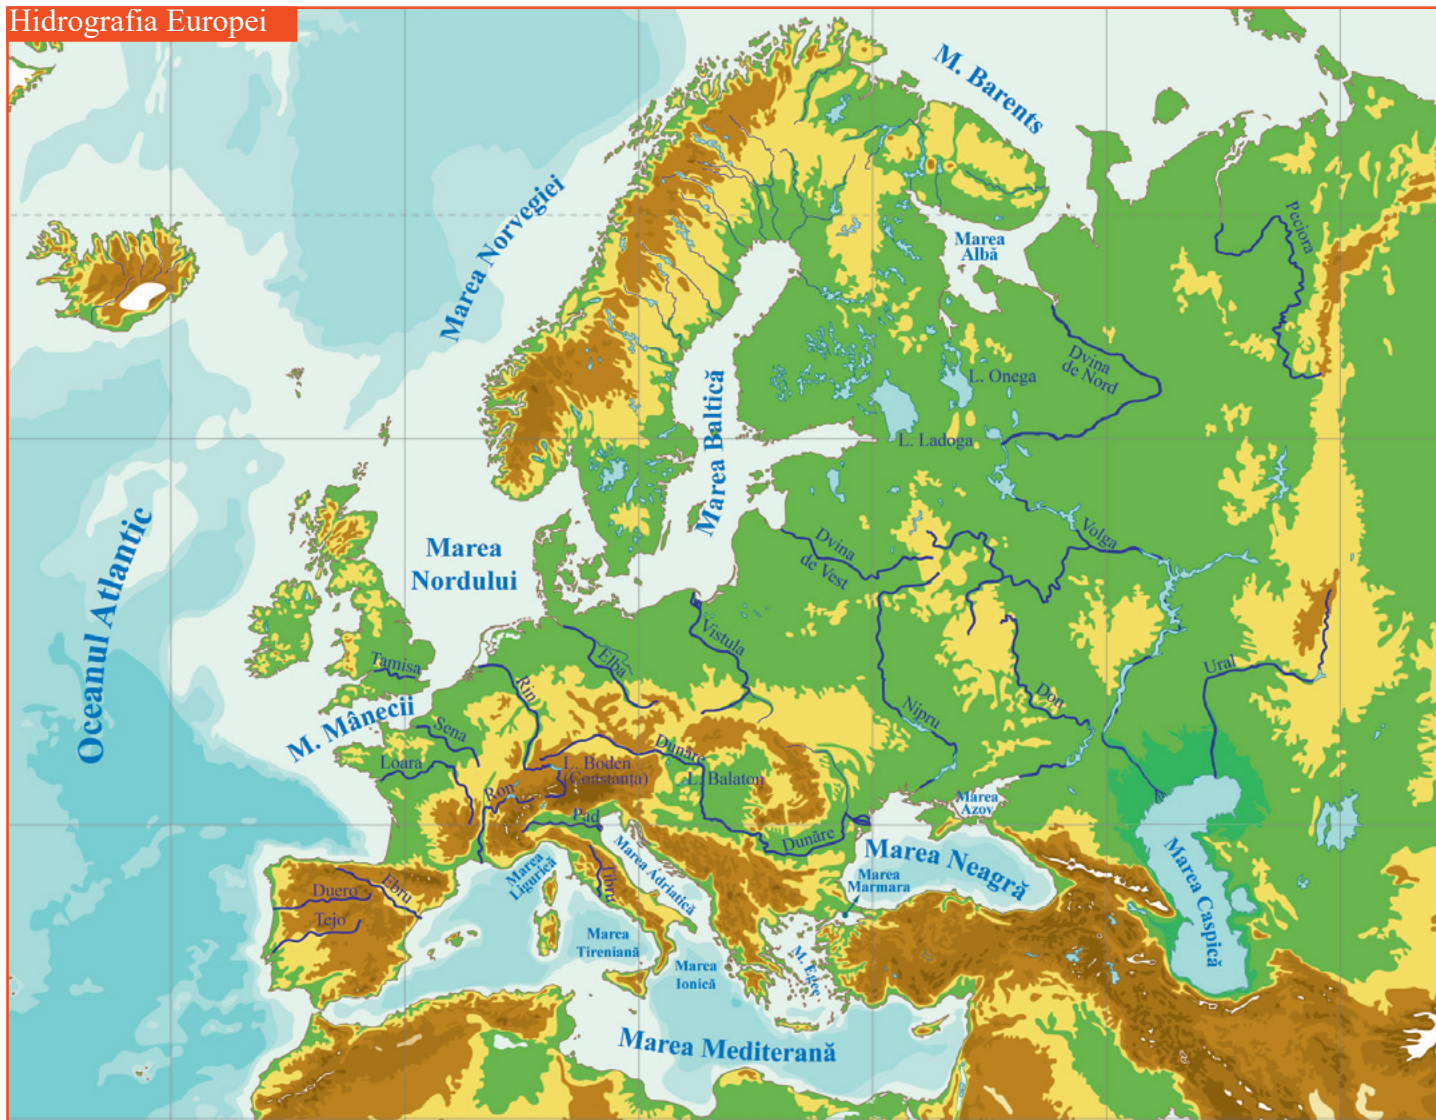 Hidrografia Europei
M. Barents
Marea Norvegiei
Peciora
Marea
Albă
Dvina
de Nord
L. Onega
Marea Baltică
L. Ladoga
Oceanul Atlantic
Marea
Nordului
Volga
Dvina
de Vest
Vistula
Elba
Tamisa
Rin
Ural
Don
M. Mânecii
Sena
Nipru
Dunăre
Loara
L. Boden
(Constanța)
L. Balaton
Ron
Marea
Azov
Pad
Dunăre
Marea Neagră
Marea
Ligurică
Marea Adriatică
Marea
Marmara
Marea Caspică
Tibru
Ebru
Duero
Tejo
Marea
Tireniană
Marea
Ionică
M. Egee
Marea Mediterană